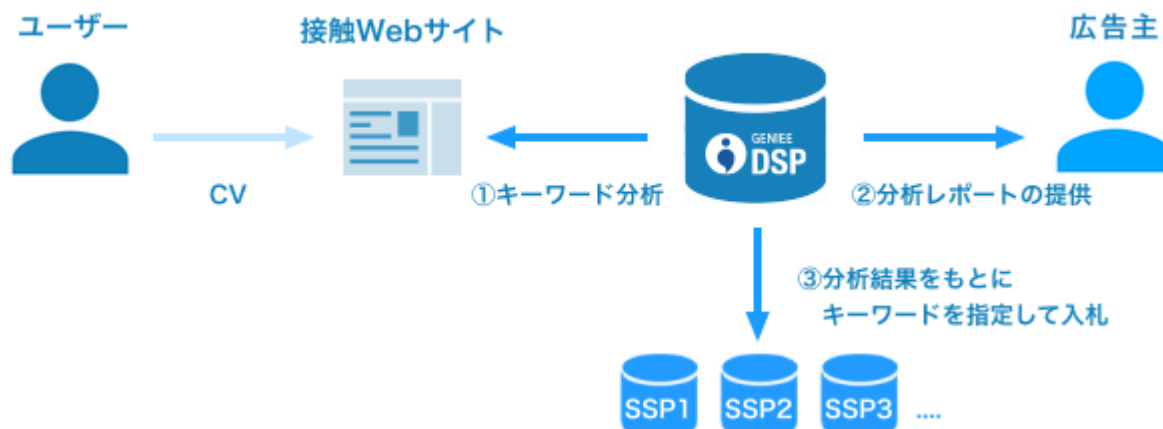 ユーザー
接触Webサイト
広告主
GENIEE
DSP
CV
①キーワード分析
②分析レポートの提供
③分析結果をもとに
キーワードを指定して入札
SSP1
SSP2
SSP3
....